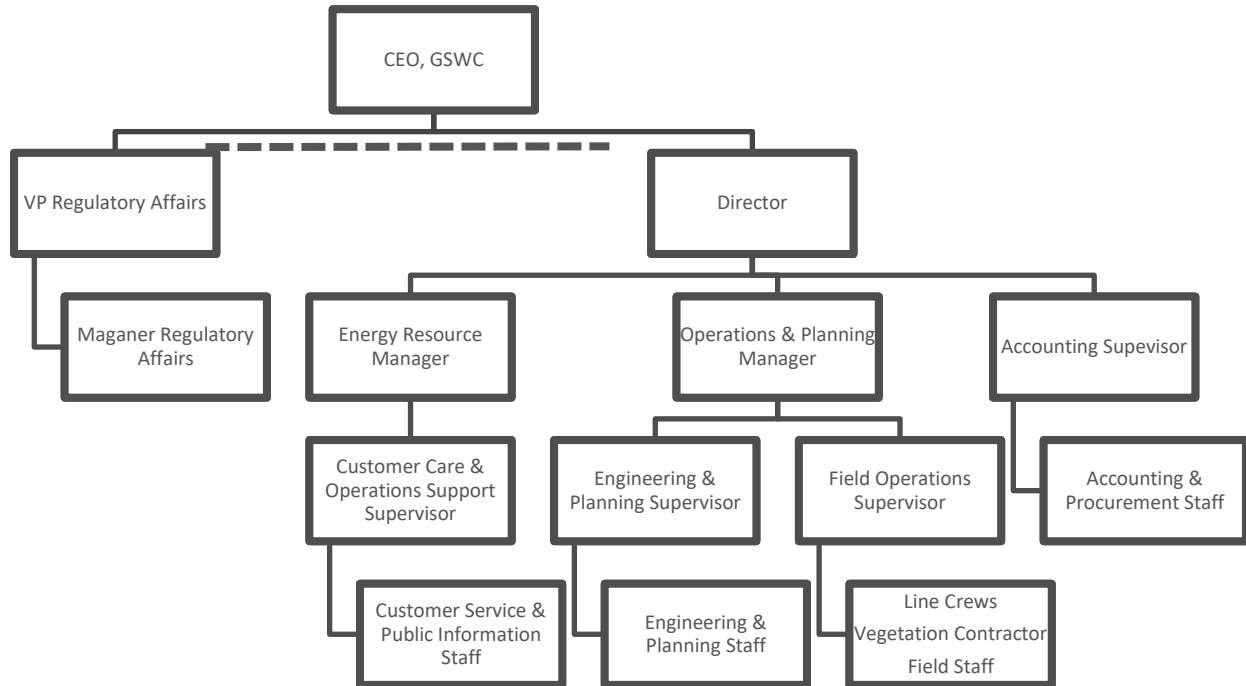 CEO, GSWC
VP Regulatory Affairs
Director
Maganer Regulatory
Affairs
Energy Resource
Manager
Operations & Planning
Manager
Accounting Supevisor
Customer Care &
Operations Support
Supervisor
Engineering &
Planning Supervisor
Field Operations
Supervisor
Accounting &
Procurement Staff
Customer Service &
Public Information
Staff
Engineering &
Planning Staff
Line Crews
Vegetation Contractor
Field Staff